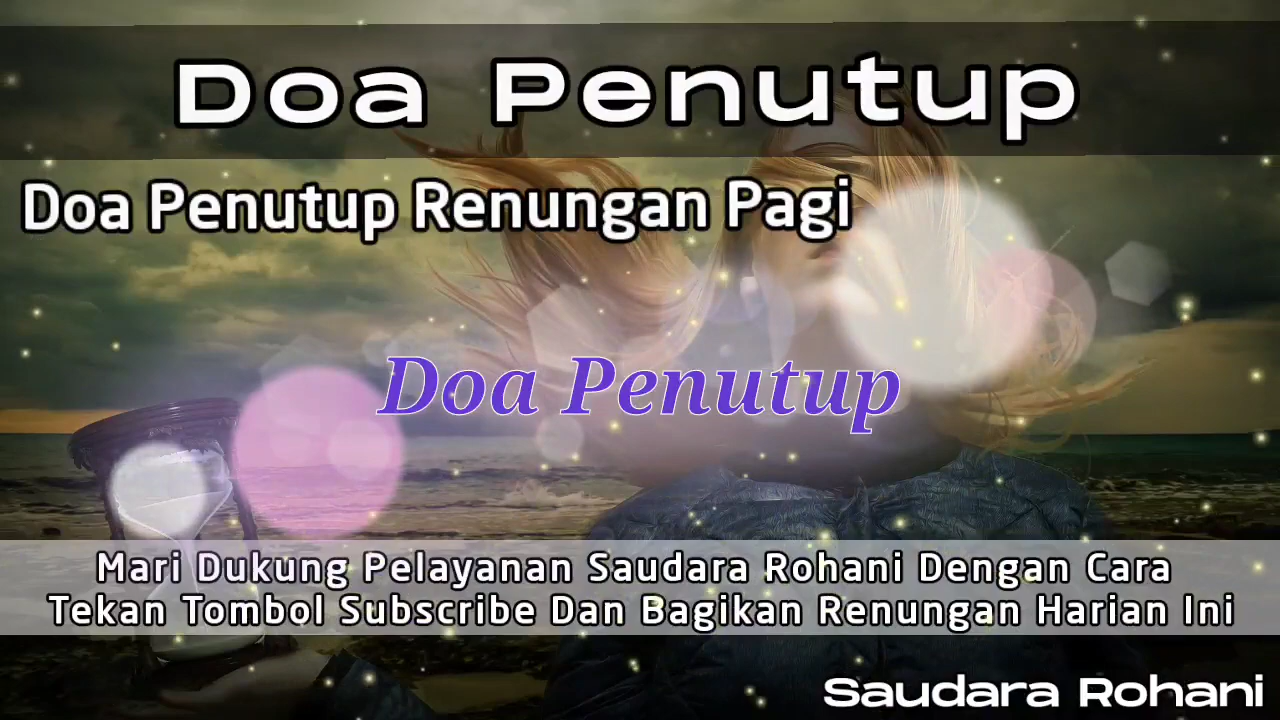 Doa Penutup
Doa Penutup Renungan Pagi
Doa Penutup
Mari Dukung Pelayanan Saudara Rohani Dengan Cara
Tekan Tombol Subscribe Dan Bagikan Renungan Harian Ini
Saudara Rohani